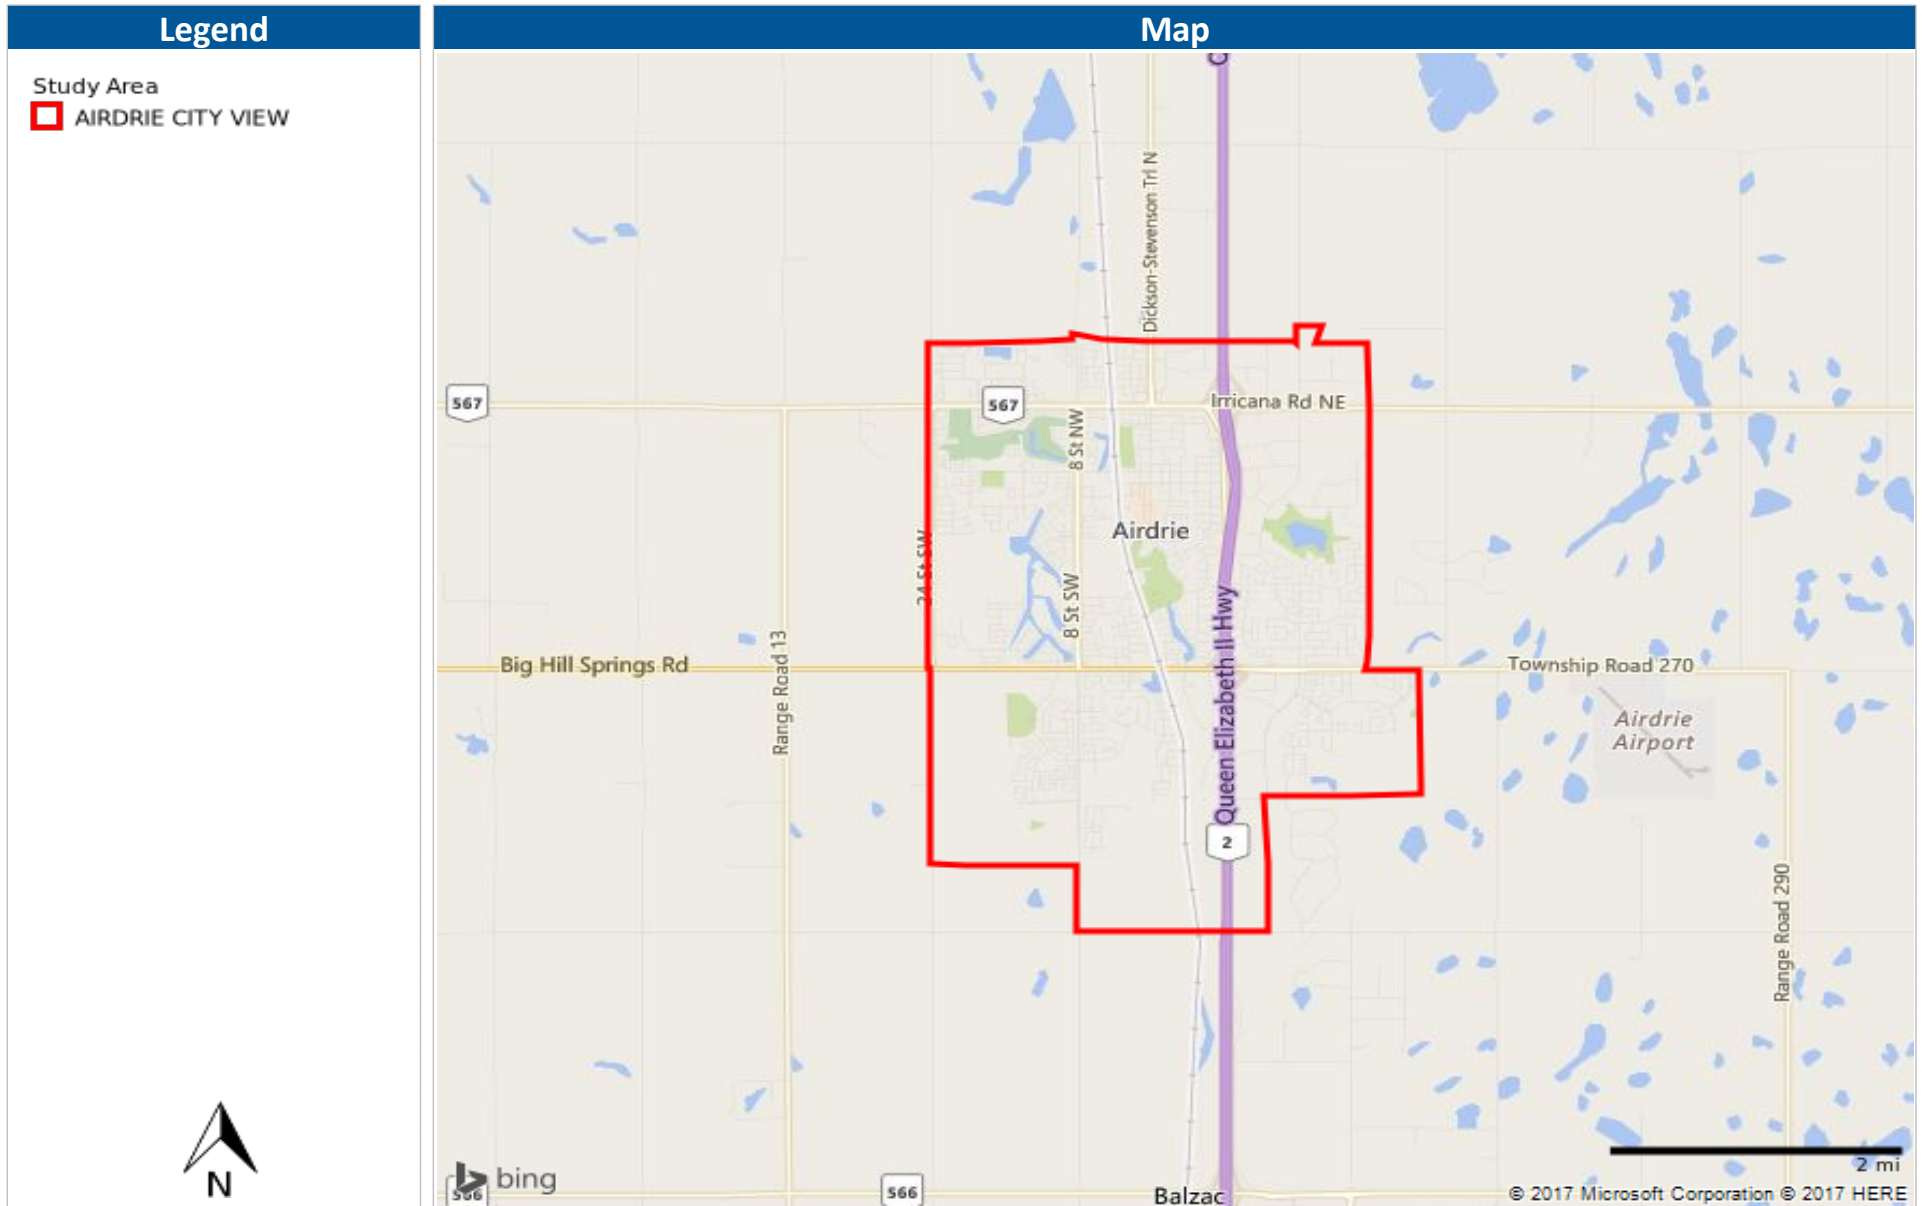 Legend
Map
Study Area
AIRDRIE CITY VIEW
N
Dickson-Stevenson Trl N
567
567
Irricana Rd NE
8 St NW
Airdrie
24 St SW
8 St SW
Queen Elizabeth II Hwy
Big Hill Springs Rd
Range Road 13
Township Road 270
Airdrie
Airport
2
Range Road 290
2 mi
bing
566
566
Balzac
© 2017 Microsoft Corporation © 2017 HERE